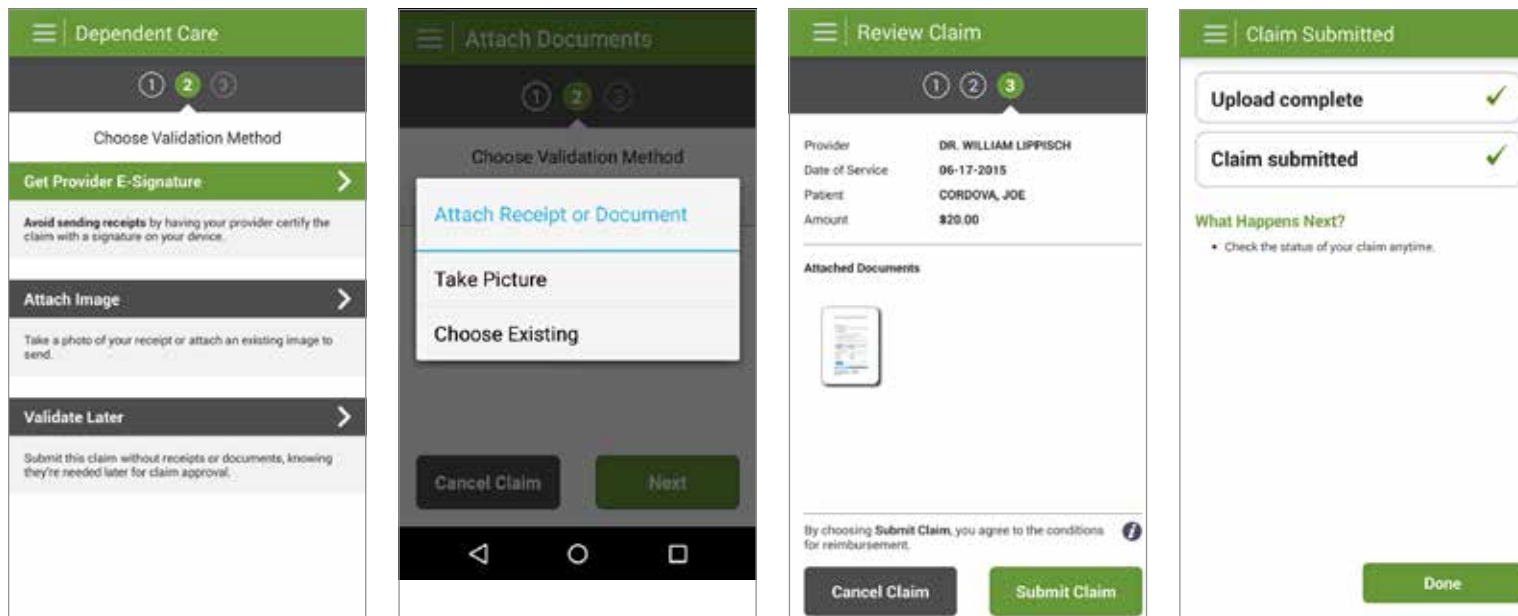 Dependent Care
1 2 3
Choose Validation Method
Get Provider E-Signature
Avoid sending receipts by having your provider certify the
claim with a signature on your device.
Attach Image
Take a photo of your receipt or attach an existing image to
send.
Validate Later
Submit this claim without receipts or documents, knowing
they're needed later for claim approval.
Attach Documents
1 2 3
Choose Validation Method
Attach Receipt or Document
Take Picture
Choose Existing
Cancel Claim Next
Review Claim
1 2 3
Provider DR. WILLIAM LIPPISCH
Date of Service 06-17-2015
Patient CORDOVA, JOE
Amount $20.00
Attached Documents
By choosing Submit Claim, you agree to the conditions
for reimbursement.
Cancel Claim Submit Claim
Claim Submitted
Upload complete
Claim submitted
What Happens Next?
• Check the status of your claim anytime.
Done